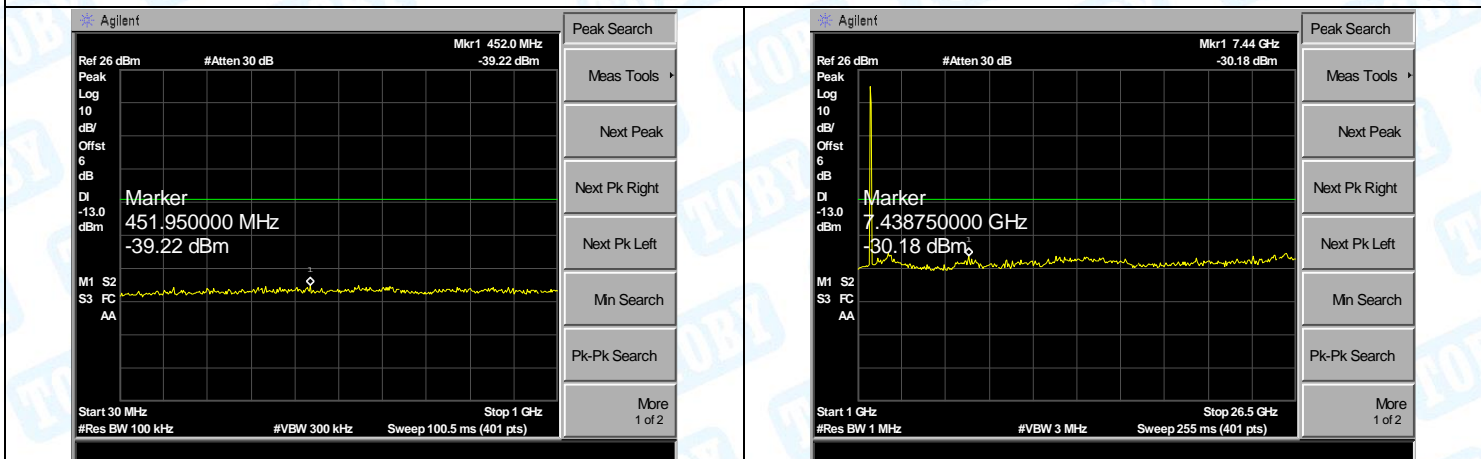 Agilent
Peak Search
Mkr1 452.0 MHz
Ref 26 dBm #Atten 30 dB -39.22 dBm
Peak
Log
10
dB/
Offst
6
dB
DI
-13.0
dBm
Marker
451.950000 MHz
-39.22 dBm
1
M1 S2
S3 FC
AA
Start 30 MHz Stop 1 GHz
#Res BW 100 kHz #VBW 300 kHz Sweep 100.5 ms (401 pts)
Meas Tools
Next Peak
Next Pk Right
Next Pk Left
Min Search
Pk-Pk Search
More
1 of 2
Agilent
Peak Search
Mkr1 7.44 GHz
Ref 26 dBm #Atten 30 dB -30.18 dBm
Peak
Log
10
dB/
Offst
6
dB
DI
-13.0
dBm
Marker
7.438750000 GHz
-30.18 dBm
1
M1 S2
S3 FC
AA
Start 1 GHz Stop 26.5 GHz
#Res BW 1 MHz #VBW 3 MHz Sweep 255 ms (401 pts)
Meas Tools
Next Peak
Next Pk Right
Next Pk Left
Min Search
Pk-Pk Search
More
1 of 2
TOBY